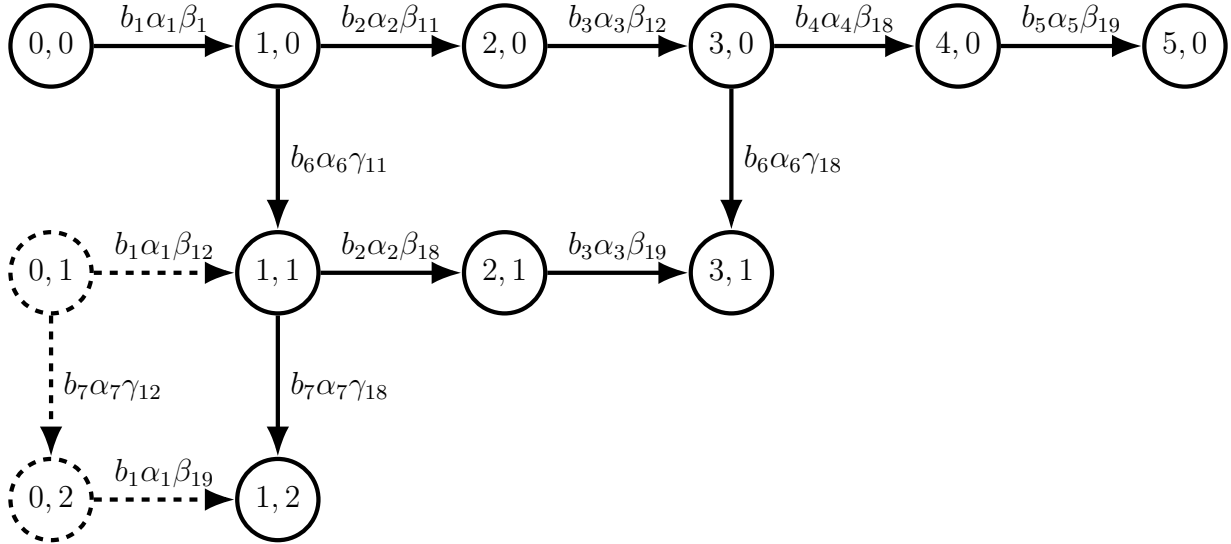 b₁α₁β₁ b₂α₂β₁₁ b₃α₃β₁₂ b₄α₄β₁₈ b₅α₅β₁₉
0, 0 1, 0 2, 0 3, 0 4, 0 5, 0
b₆α₆γ₁₁ b₆α₆γ₁₈
b₁α₁β₁₂ b₂α₂β₁₈ b₃α₃β₁₉
0, 1 1, 1 2, 1 3, 1
b₇α₇γ₁₂ b₇α₇γ₁₈
b₁α₁β₁₉
0, 2 1, 2